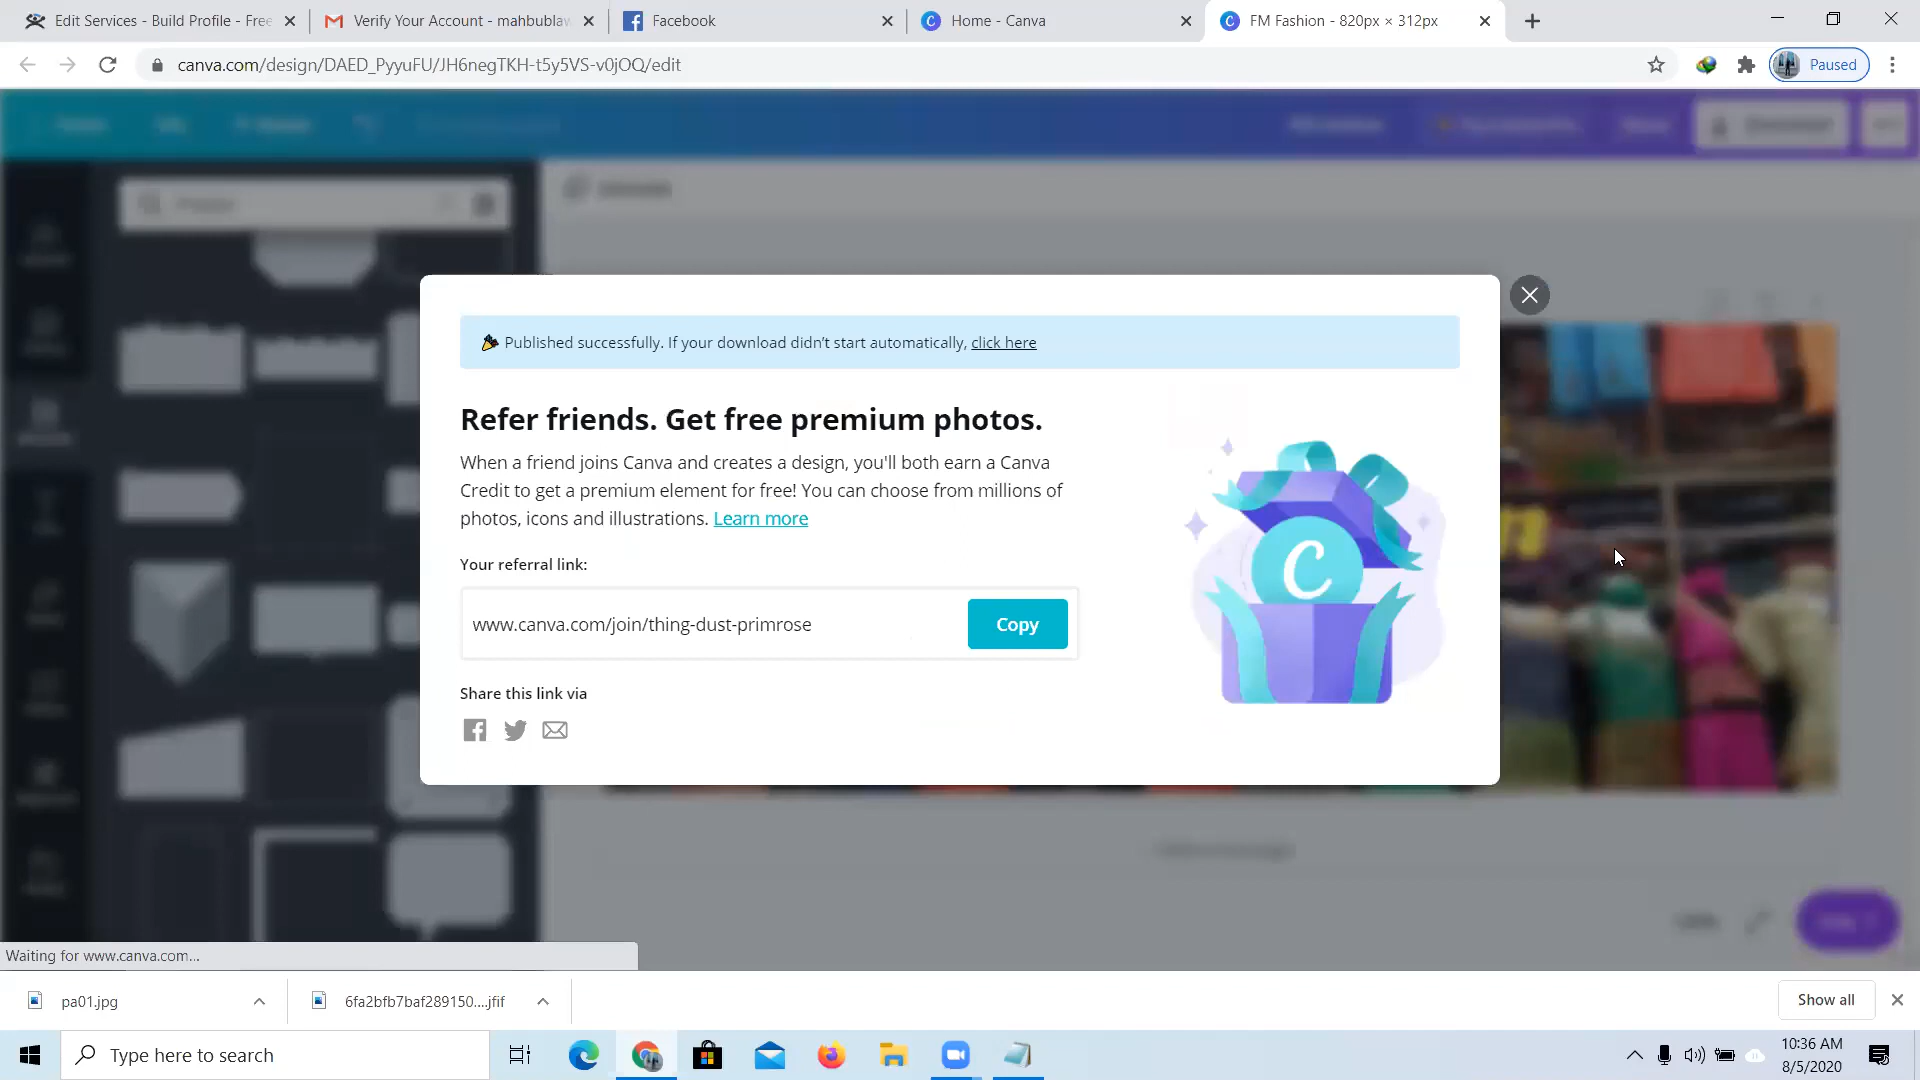 Edit Services - Build Profile - Free
Verify Your Account - mahbublaw
Facebook
Home - Canva
FM Fashion - 820px × 312px
canva.com/design/DAED_PyyuFU/JH6negTKH-t5y5VS-v0jOQ/edit
Paused
Published successfully. If your download didn't start automatically, click here
Refer friends. Get free premium photos.
When a friend joins Canva and creates a design, you'll both earn a Canva
Credit to get a premium element for free! You can choose from millions of
photos, icons and illustrations. Learn more
Your referral link:
www.canva.com/join/thing-dust-primrose
Copy
Share this link via
Waiting for www.canva.com...
pa01.jpg
6fa2bfb7baf289150....jfif
Show all
Type here to search
10:36 AM
8/5/2020